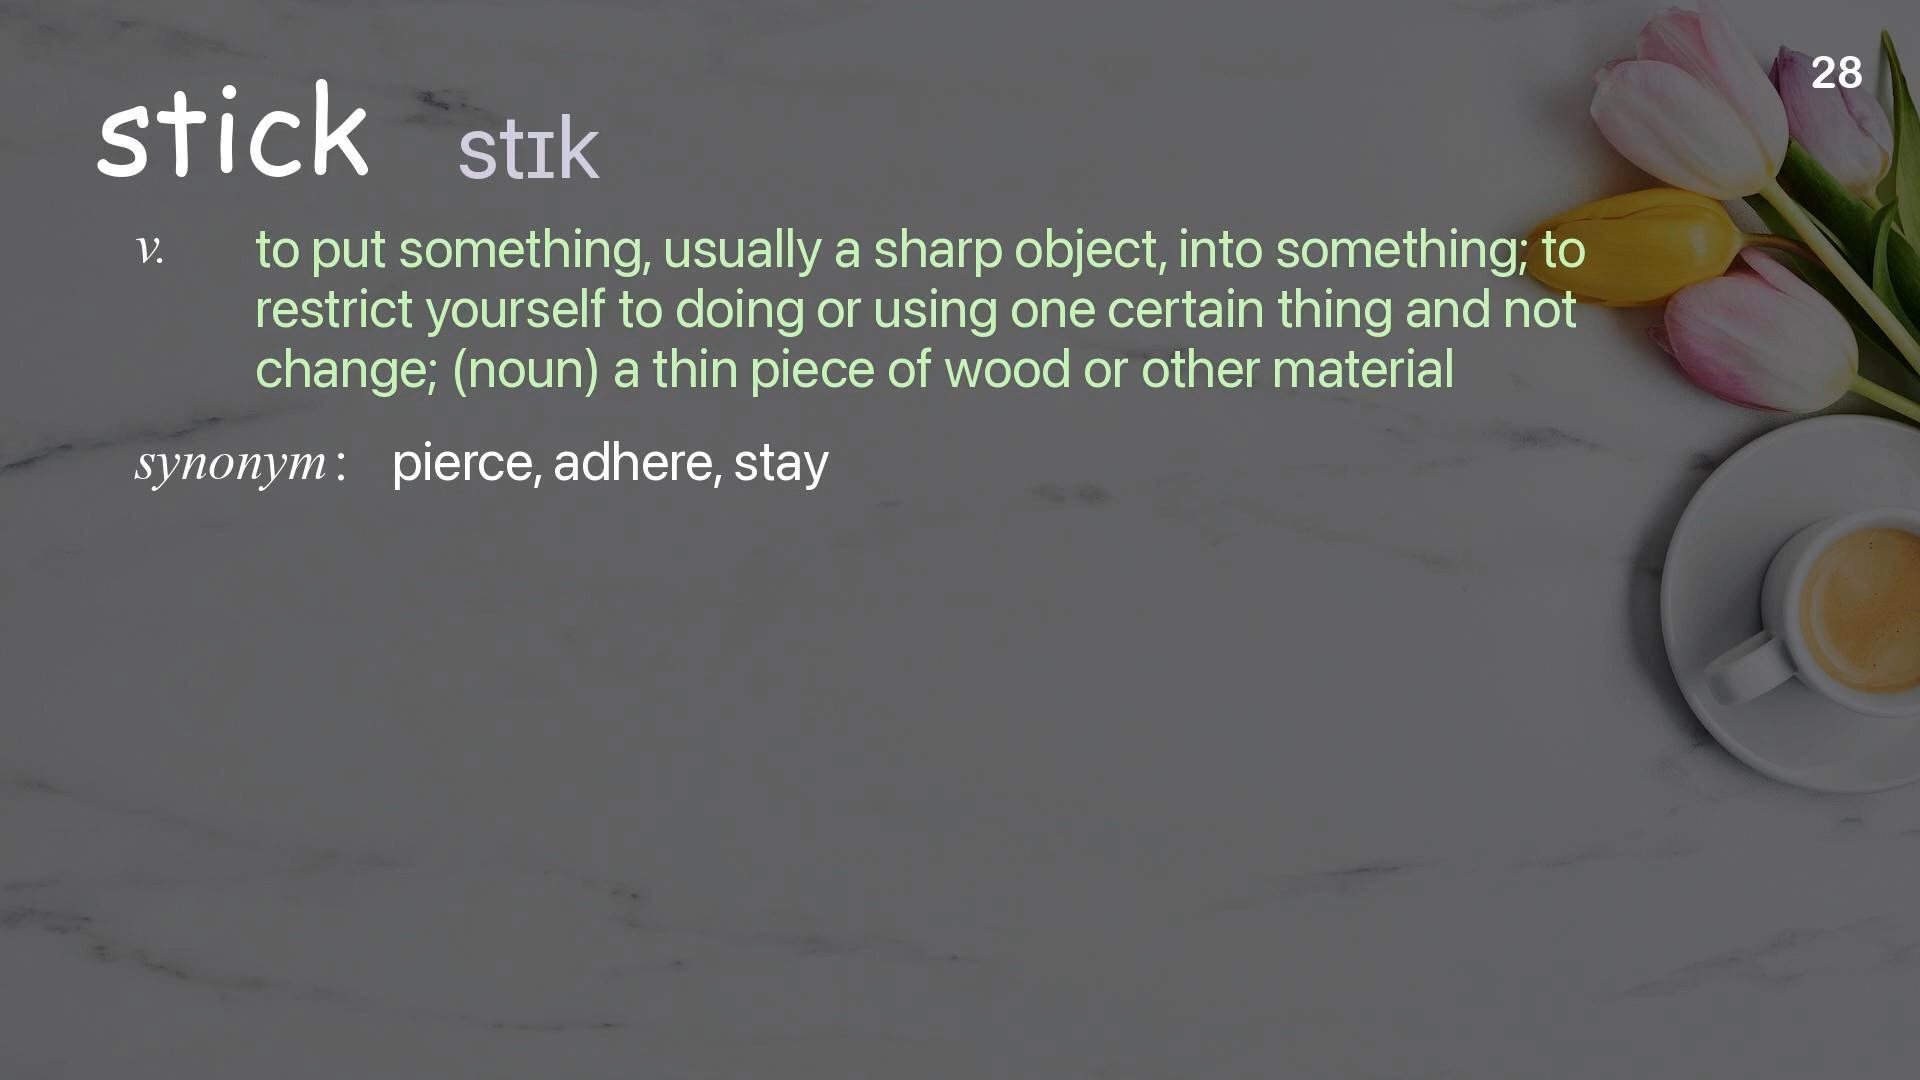 28
stick stɪk
v. to put something, usually a sharp object, into something; to
restrict yourself to doing or using one certain thing and not
change; (noun) a thin piece of wood or other material
synonym: pierce, adhere, stay